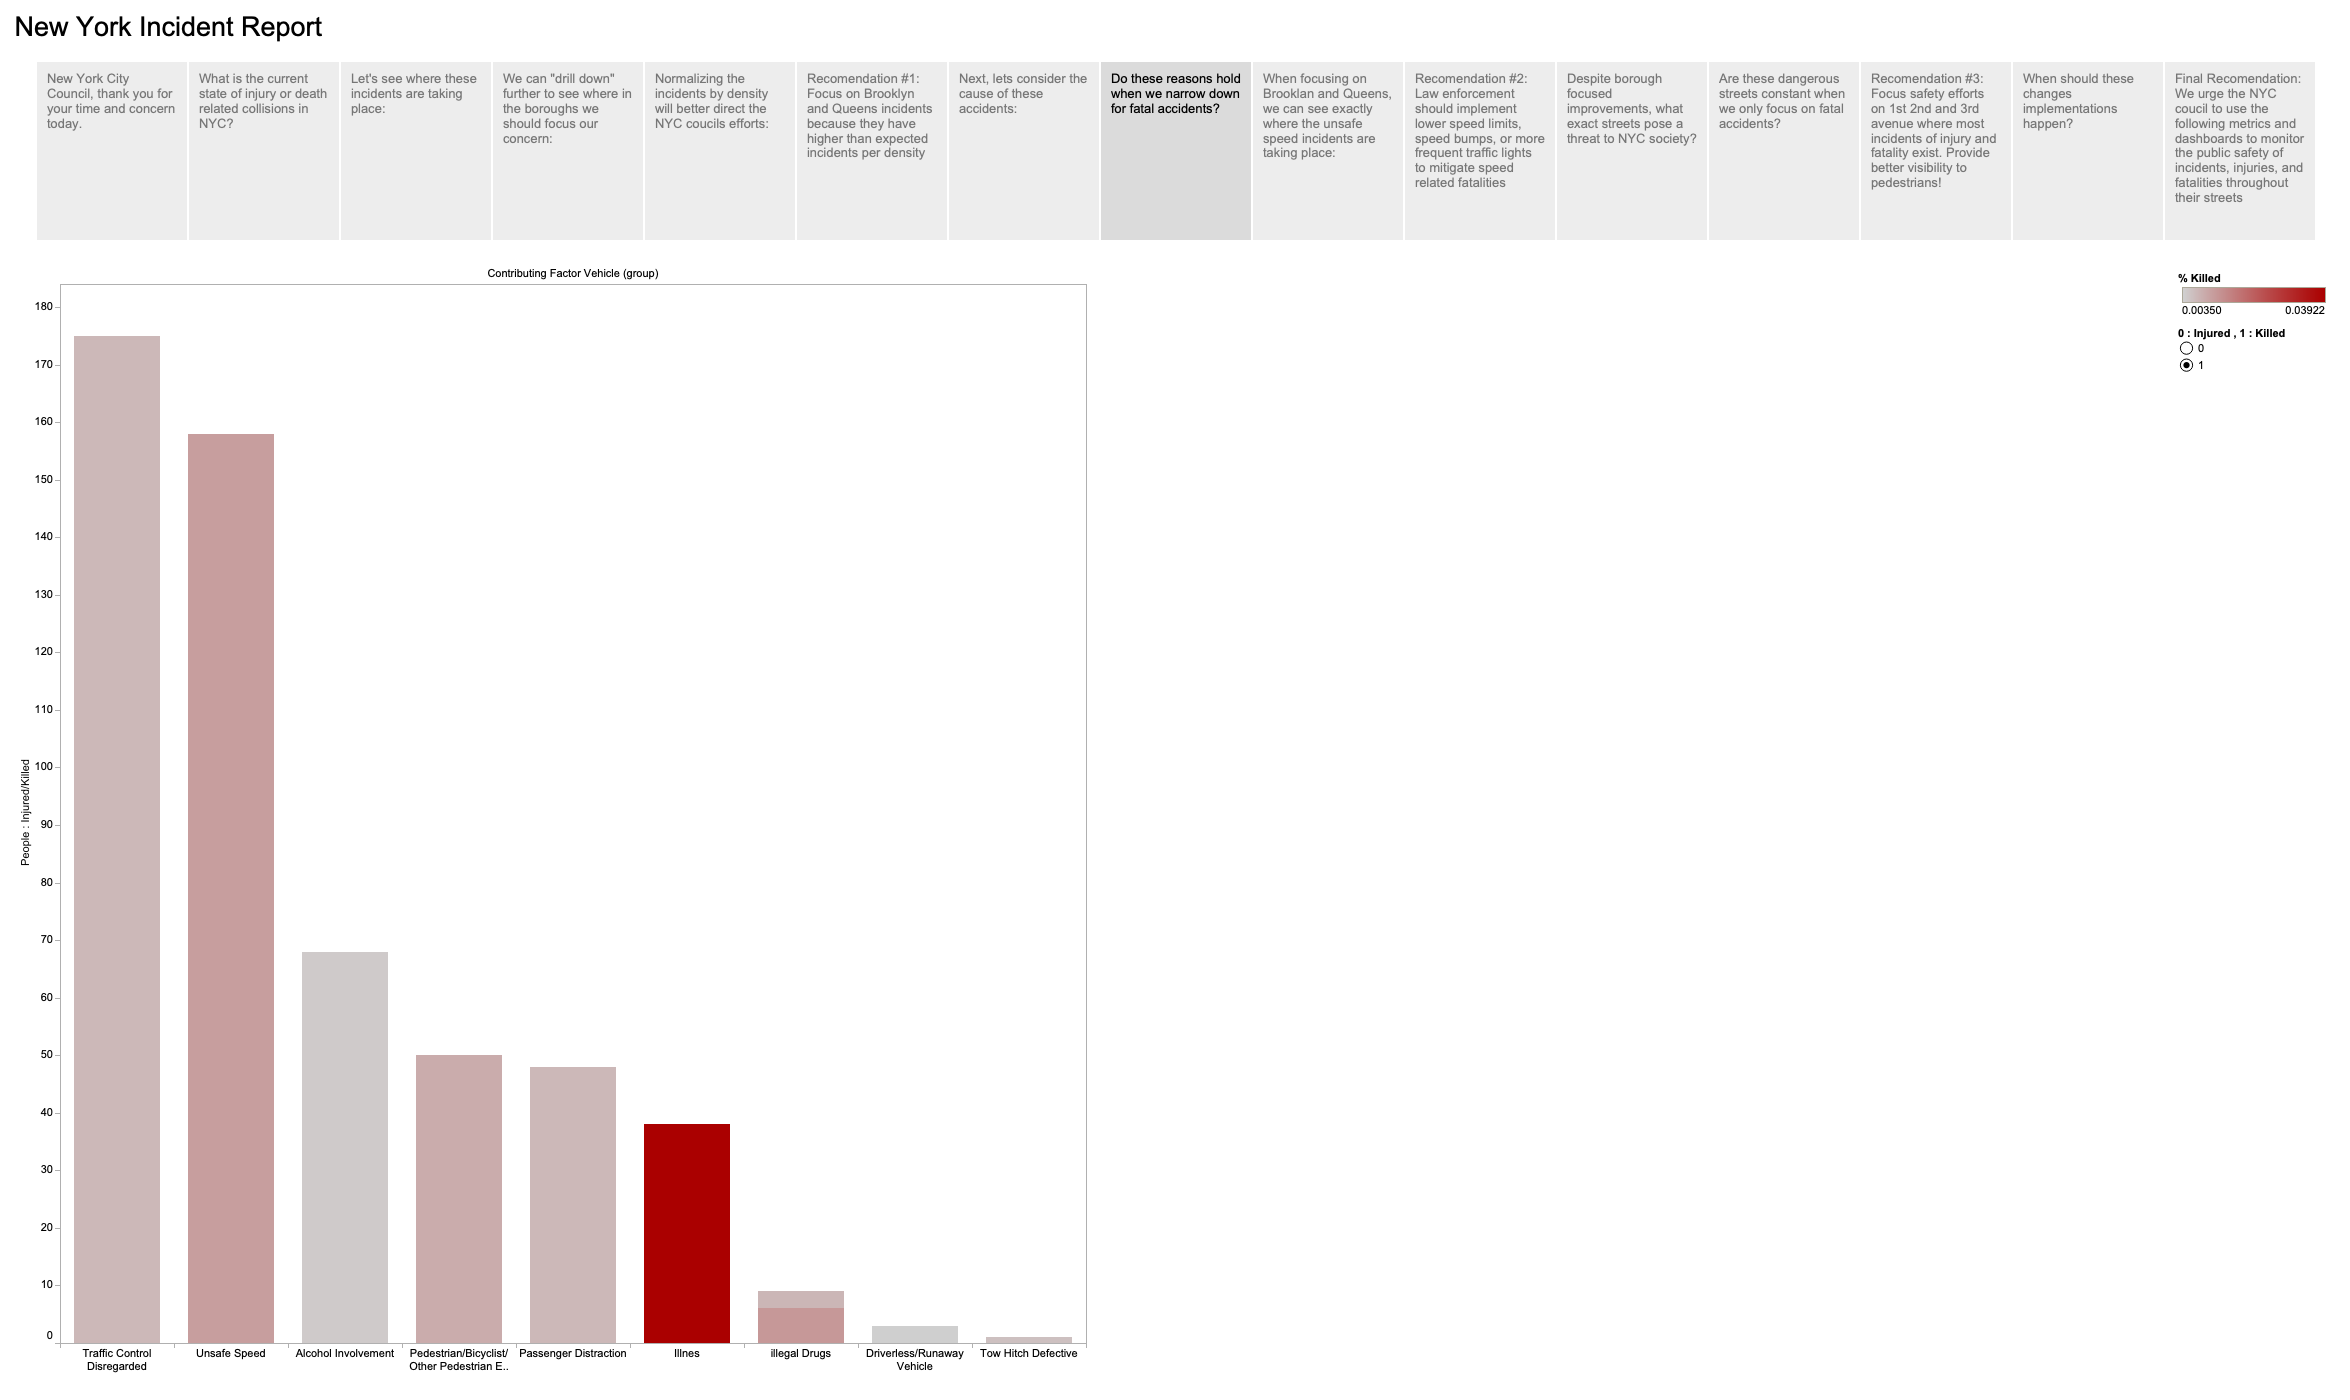 New York Incident Report
New York City
Council, thank you for
your time and concern
today.
What is the current
state of injury or death
related collisions in
NYC?
Let's see where these
incidents are taking
place:
We can "drill down"
further to see where in
the boroughs we
should focus our
concern:
Normalizing the
incidents by density
will better direct the
NYC coucils efforts:
Recomendation #1:
Focus on Brooklyn
and Queens incidents
because they have
higher than expected
incidents per density
Next, lets consider the
cause of these
accidents:
Do these reasons hold
when we narrow down
for fatal accidents?
When focusing on
Brooklan and Queens,
we can see exactly
where the unsafe
speed incidents are
taking place:
Recomendation #2:
Law enforcement
should implement
lower speed limits,
speed bumps, or more
frequent traffic lights
to mitigate speed
related fatalities
Despite borough
focused
improvements, what
exact streets pose a
threat to NYC society?
Are these dangerous
streets constant when
we only focus on fatal
accidents?
Recomendation #3:
Focus safety efforts
on 1st 2nd and 3rd
avenue where most
incidents of injury and
fatality exist. Provide
better visibility to
pedestrians!
When should these
changes
implementations
happen?
Final Recomendation:
We urge the NYC
coucil to use the
following metrics and
dashboards to monitor
the public safety of
incidents, injuries, and
fatalities throughout
their streets
Contributing Factor Vehicle (group)
People : Injured/Killed
180
170
160
150
140
130
120
110
100
90
80
70
60
50
40
30
20
10
0
Traffic Control
Disregarded
Unsafe Speed
Alcohol Involvement
Pedestrian/Bicyclist/
Other Pedestrian E..
Passenger Distraction
Illnes
illegal Drugs
Driverless/Runaway
Vehicle
Tow Hitch Defective
% Killed
0.00350 0.03922
0 : Injured , 1 : Killed
0
1